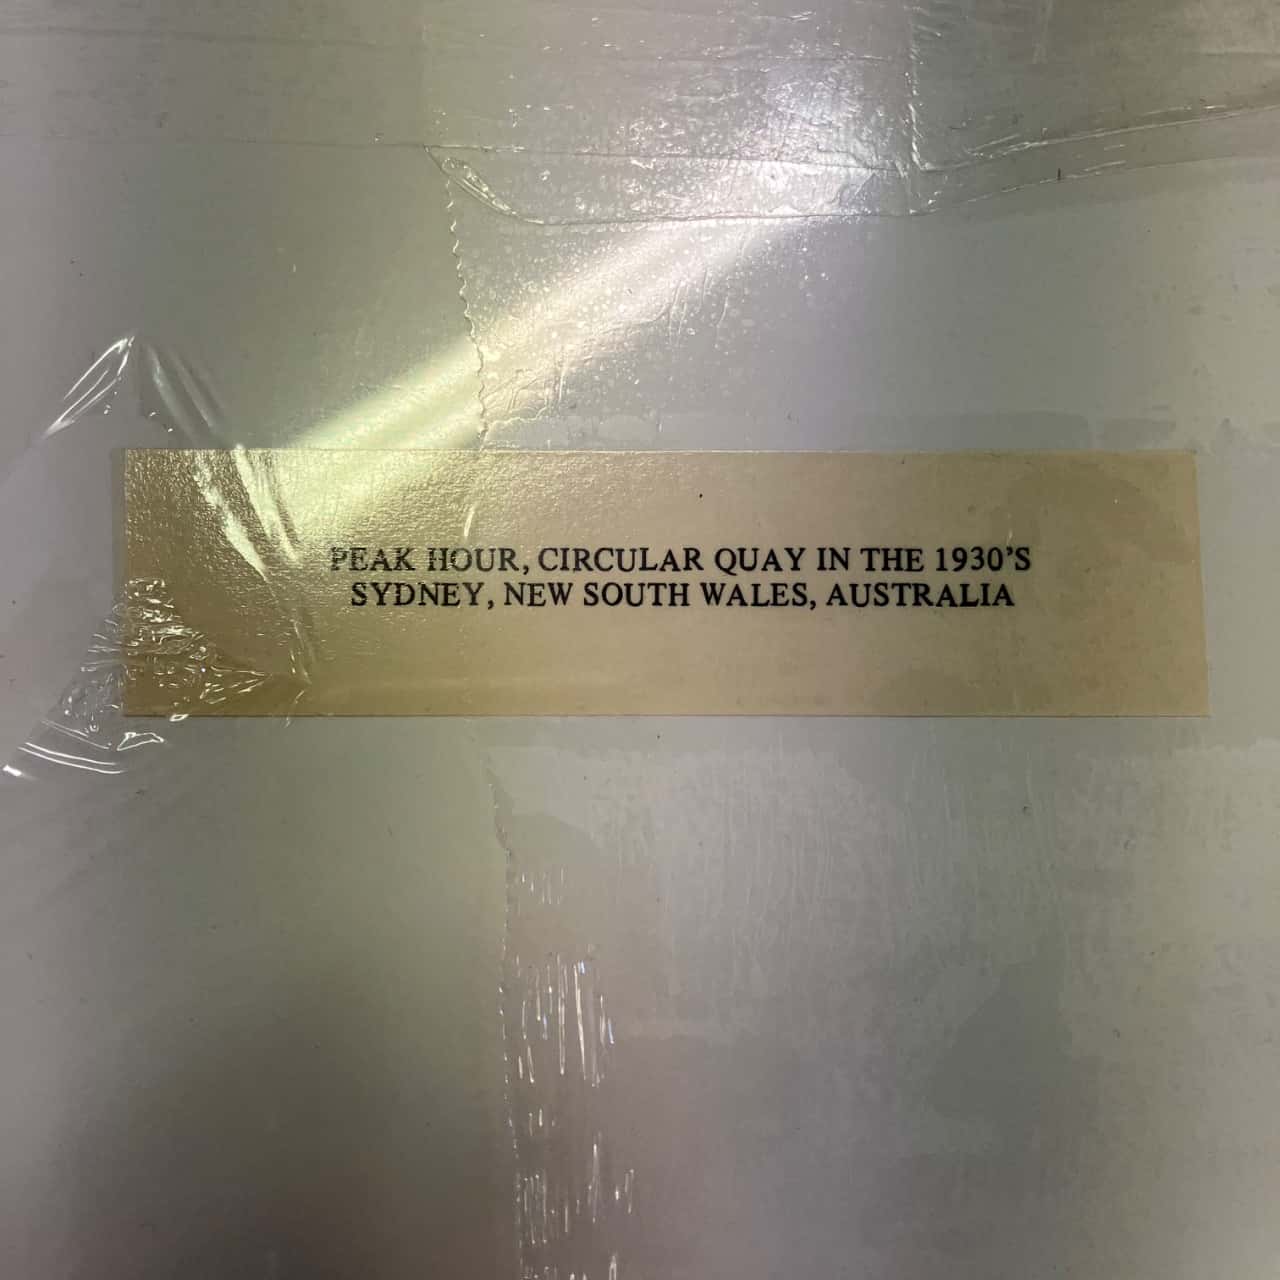 PEAK HOUR, CIRCULAR QUAY IN THE 1930'S
SYDNEY, NEW SOUTH WALES, AUSTRALIA